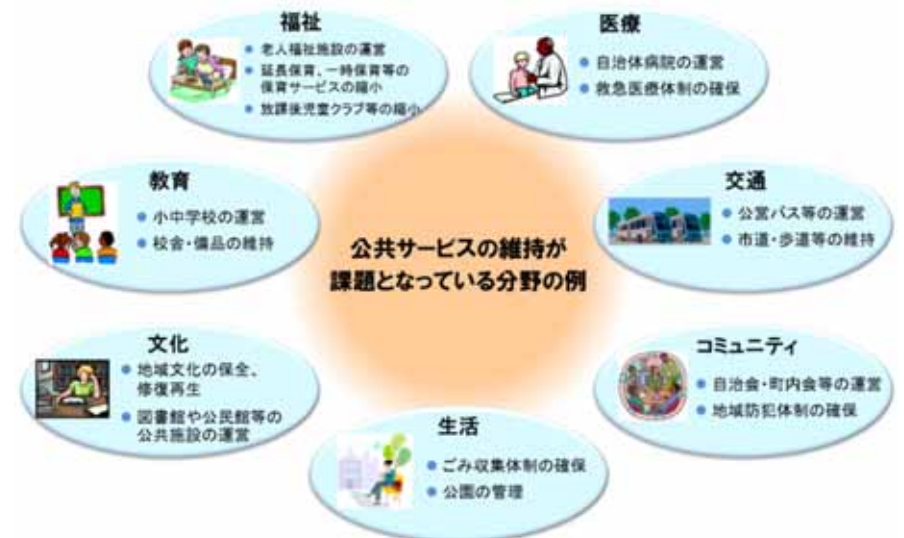 福祉
● 老人福祉施設の運営
● 延長保育、一時保育等の
保育サービスの縮小
● 放課後児童クラブ等の縮小
医療
● 自治体病院の運営
● 救急医療体制の確保
教育
● 小中学校の運営
● 校舎・備品の維持
交通
● 公営バス等の運営
● 市道・歩道等の維持
公共サービスの維持が
課題となっている分野の例
文化
● 地域文化の保全、
修復再生
● 図書館や公民館等の
公共施設の運営
コミュニティ
● 自治会・町内会等の運営
● 地域防犯体制の確保
生活
● ごみ収集体制の確保
● 公園の管理